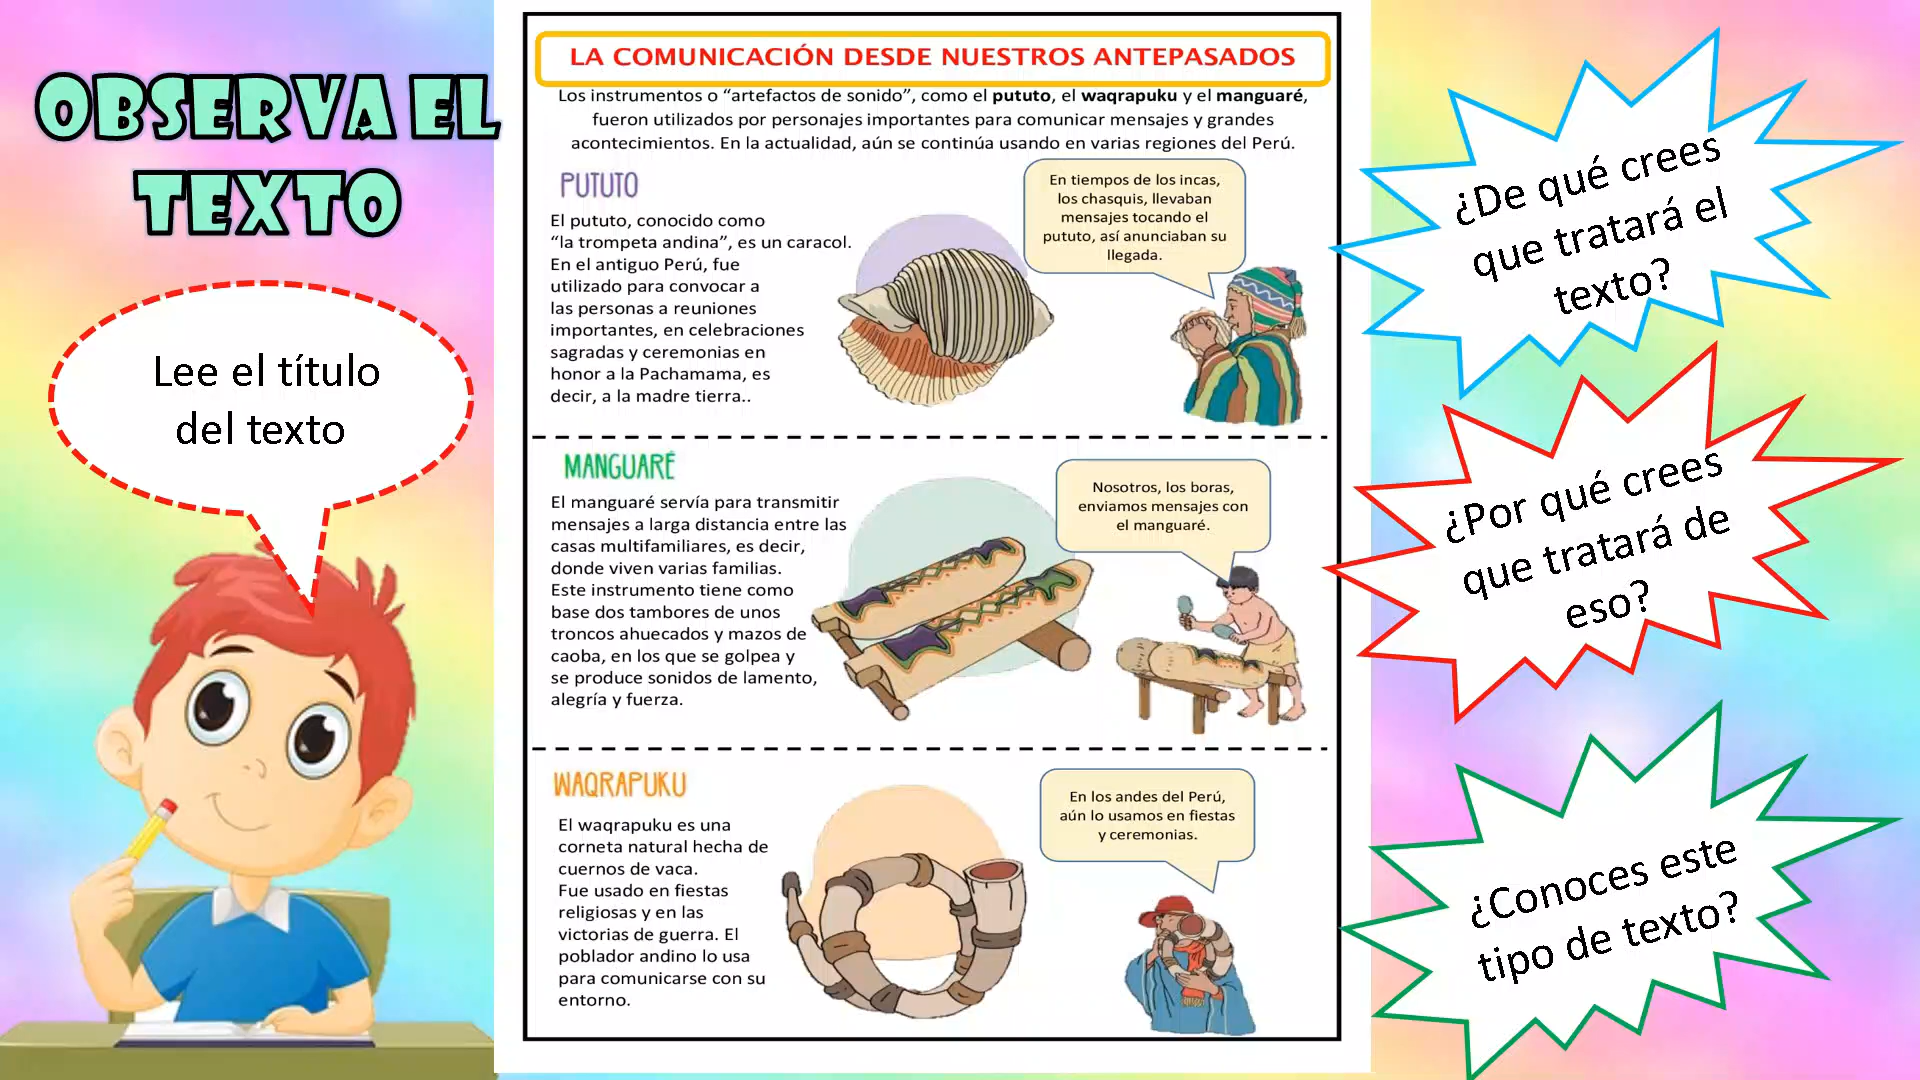 OBSERVA EL
TEXTO
Lee el título
del texto
LA COMUNICACIÓN DESDE NUESTROS ANTEPASADOS
Los instrumentos o “artefactos de sonido”, como el pututo, el waqrapuku y el manguaré,
fueron utilizados por personajes importantes para comunicar mensajes y grandes
acontecimientos. En la actualidad, aún se continúa usando en varias regiones del Perú.
PUTUTO
El pututo, conocido como
“la trompeta andina”, es un caracol.
En el antiguo Perú, fue
utilizado para convocar a
las personas a reuniones
importantes, en celebraciones
sagradas y ceremonias en
honor a la Pachamama, es
decir, a la madre tierra..
En tiempos de los incas,
los chasquis, llevaban
mensajes tocando el
pututo, así anunciaban su
llegada.
MANGUARÉ
El manguaré servía para transmitir
mensajes a larga distancia entre las
casas multifamiliares, es decir,
donde viven varias familias.
Este instrumento tiene como
base dos tambores de unos
troncos ahuecados y mazos de
caoba, en los que se golpea y
se produce sonidos de lamento,
alegría y fuerza.
Nosotros, los boras,
enviamos mensajes con
el manguaré.
WAQRAPUKU
El waqrapuku es una
corneta natural hecha de
cuernos de vaca.
Fue usado en fiestas
religiosas y en las
victorias de guerra. El
poblador andino lo usa
para comunicarse con su
entorno.
En los andes del Perú,
aún lo usamos en fiestas
y ceremonias.
¿De qué crees
que tratará el
texto?
¿Por qué crees
que tratará de
eso?
¿Conoces este
tipo de texto?